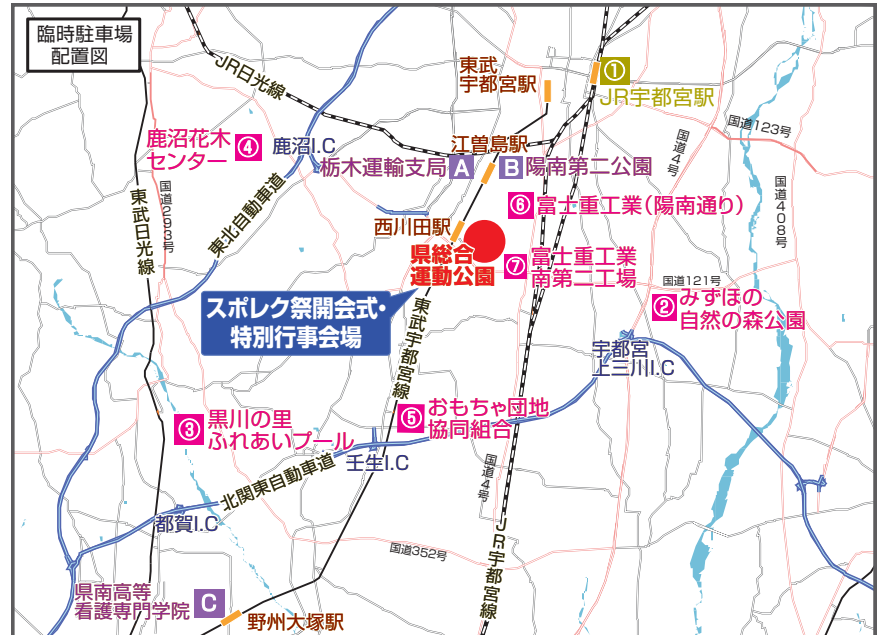 臨時駐車場
配置図
JR日光線
東武
宇都宮駅
①
JR宇都宮駅
国道123号
国道4号
鹿沼花木
センター
④
鹿沼I.C
江曽島駅
栃木運輸支局
A
B
陽南第二公園
国道293号
東武日光線
東北自動車道
⑥
富士重工業(陽南通り)
国道408号
西川田駅
県総合
運動公園
⑦
富士重工業
南第二工場
国道121号
②
みずほの
自然の森公園
スポレク祭開会式・
特別行事会場
東武宇都宮線
宇都宮
上三川I.C
③
黒川の里
ふれあいプール
⑤
おもちゃ団地
協同組合
壬生I.C
北関東自動車道
国道4号
都賀I.C
JR宇都宮線
国道352号
県南高等
看護専門学院
C
野州大塚駅